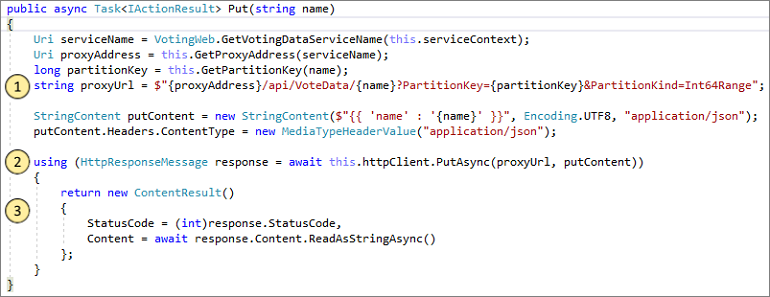 public async Task<IActionResult> Put(string name)
{
Uri serviceName = VotingWeb.GetVotingDataServiceName(this.serviceContext);
Uri proxyAddress = this.GetProxyAddress(serviceName);
long partitionKey = this.GetPartitionKey(name);
1 string proxyUrl = $"{proxyAddress}/api/VoteData/{name}?PartitionKey={partitionKey}&PartitionKind=Int64Range";
StringContent putContent = new StringContent($"{{ 'name' : '{name}' }}", Encoding.UTF8, "application/json");
putContent.Headers.ContentType = new MediaTypeHeaderValue("application/json");
2 using (HttpResponseMessage response = await this.httpClient.PutAsync(proxyUrl, putContent))
{
return new ContentResult()
3 {
StatusCode = (int)response.StatusCode,
Content = await response.Content.ReadAsStringAsync()
};
}
}